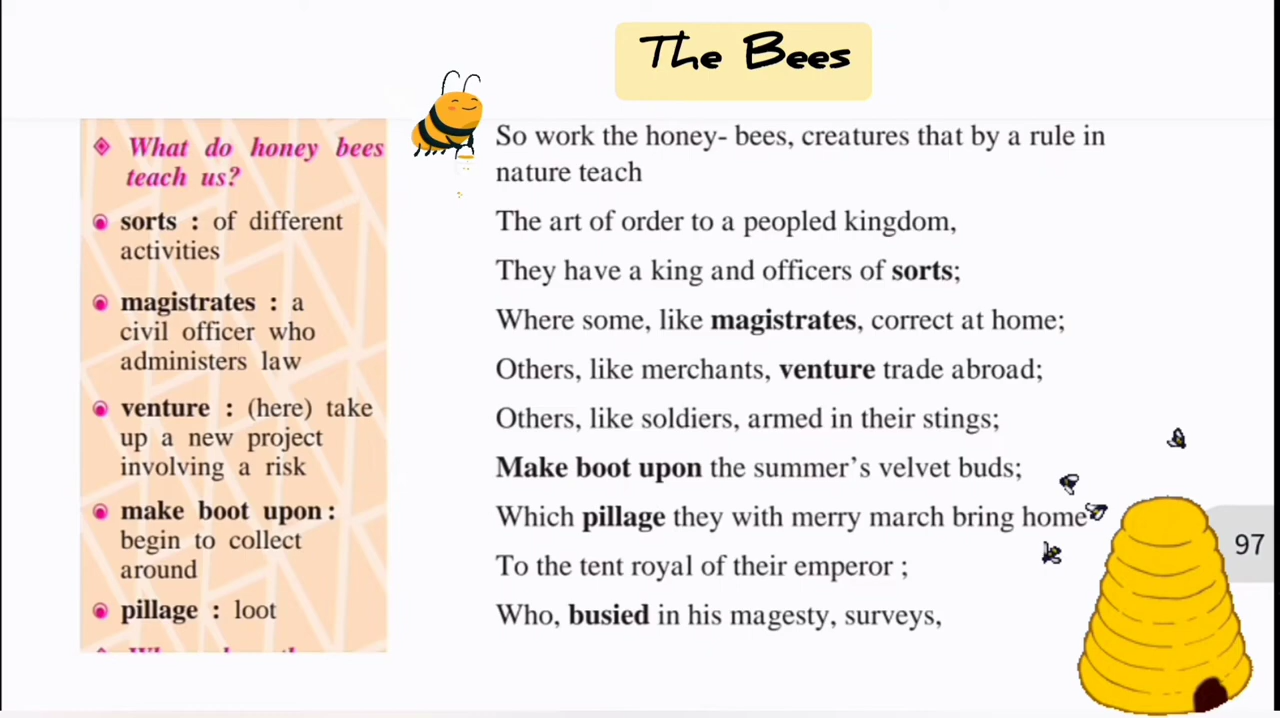 The Bees
What do honey bees
teach us?
sorts : of different
activities
magistrates : a
civil officer who
administers law
venture : (here) take
up a new project
involving a risk
make boot upon :
begin to collect
around
pillage : loot
So work the honey- bees, creatures that by a rule in
nature teach
The art of order to a peopled kingdom,
They have a king and officers of sorts;
Where some, like magistrates, correct at home;
Others, like merchants, venture trade abroad;
Others, like soldiers, armed in their stings;
Make boot upon the summer's velvet buds;
Which pillage they with merry march bring home
To the tent royal of their emperor ;
Who, busied in his magesty, surveys,
97